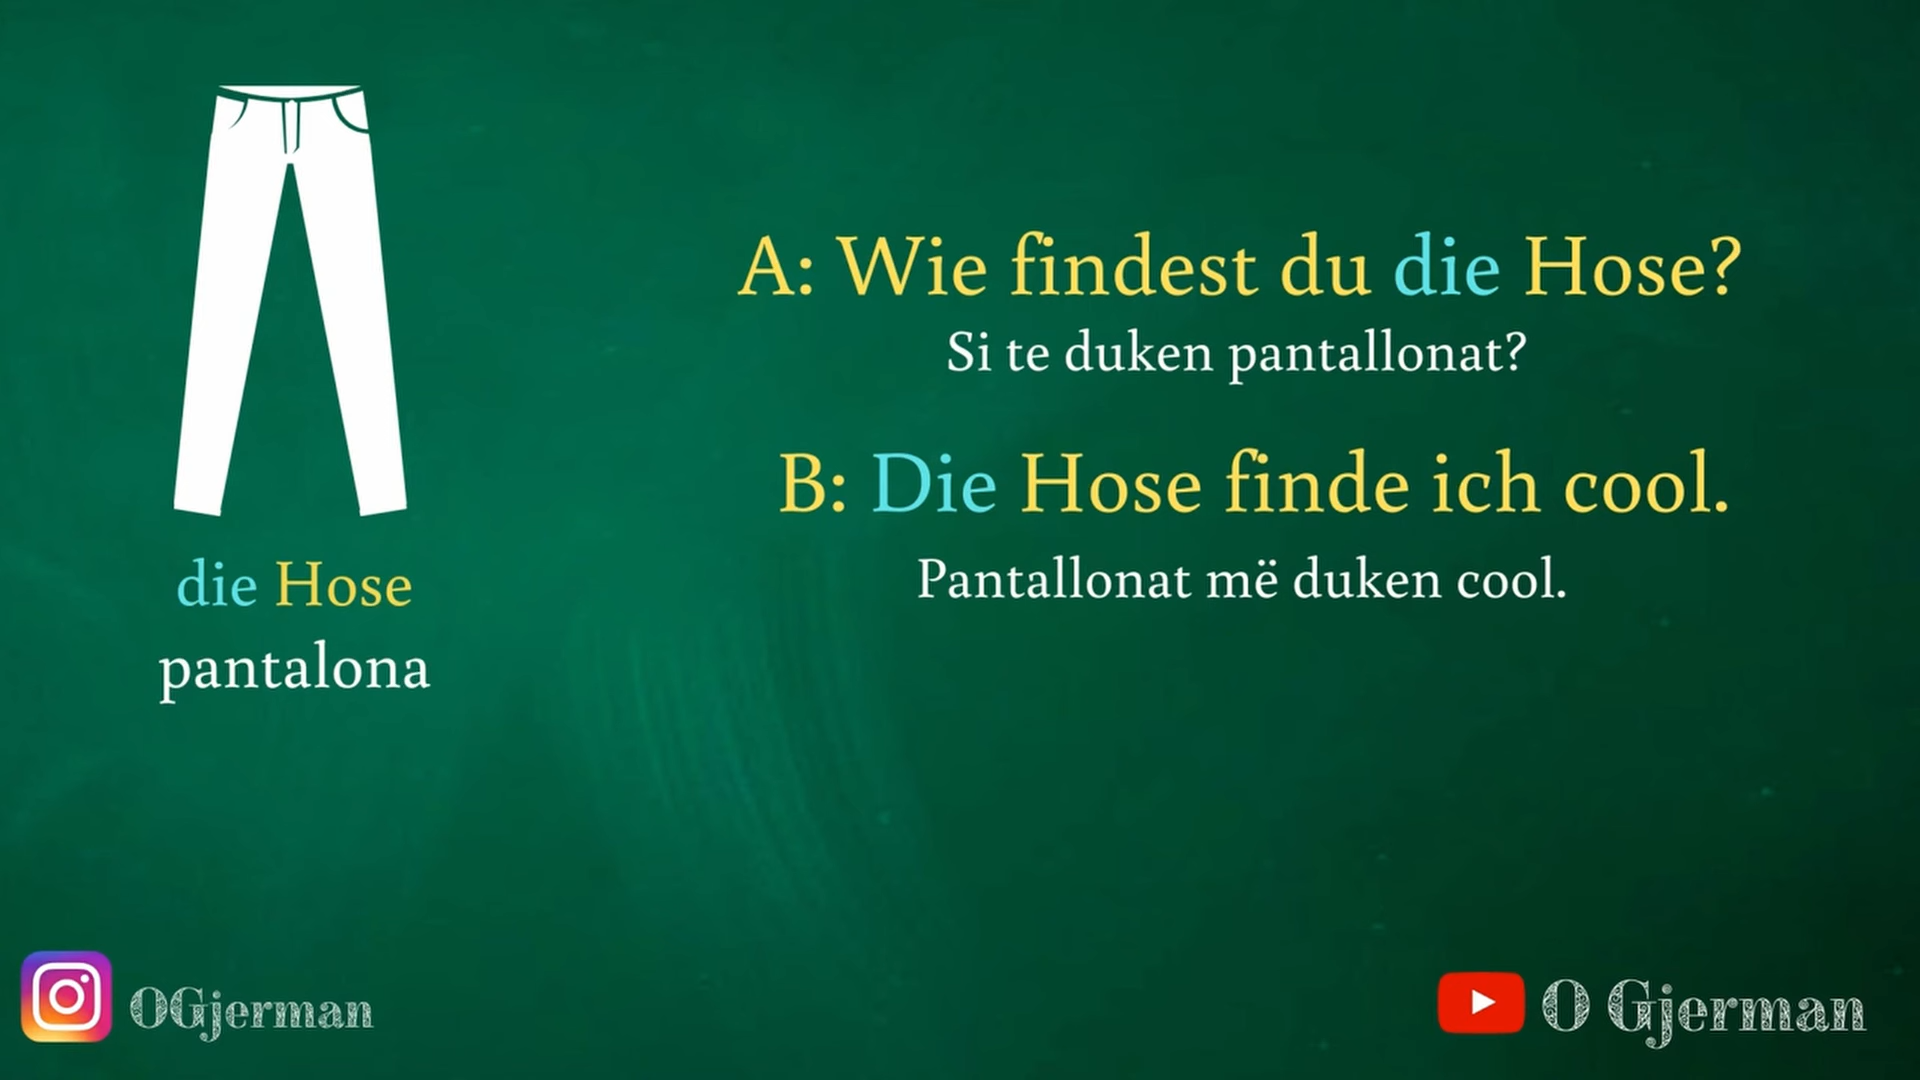 die Hose
pantalona
A: Wie findest du die Hose?
Si te duken pantallonat?
B: Die Hose finde ich cool.
Pantallonat më duken cool.
OGjerman
O Gjerman